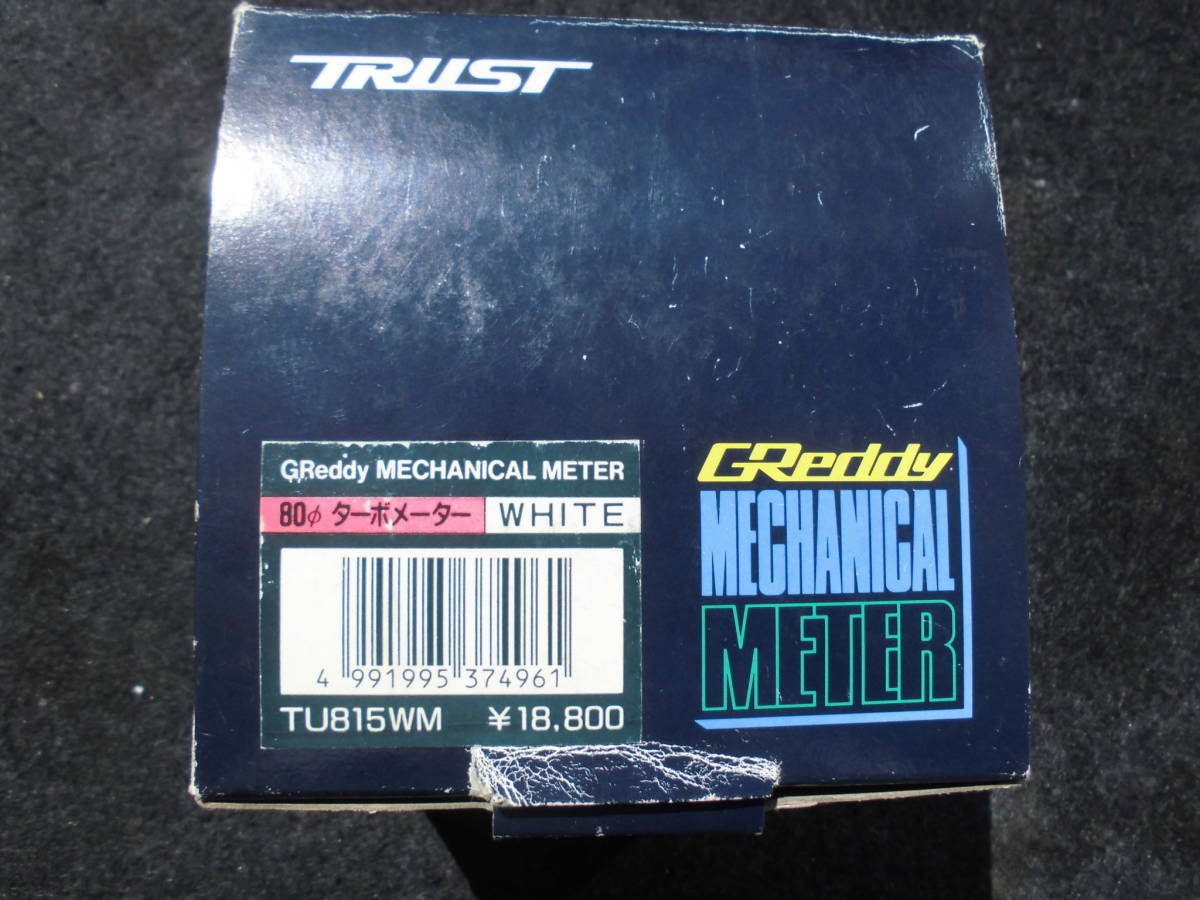 TRUST
GReddy MECHANICAL METER
80φ ターボメーター WHITE
4 991995 374961
TU815WM ¥18,800
GReddy
MECHANICAL
METER